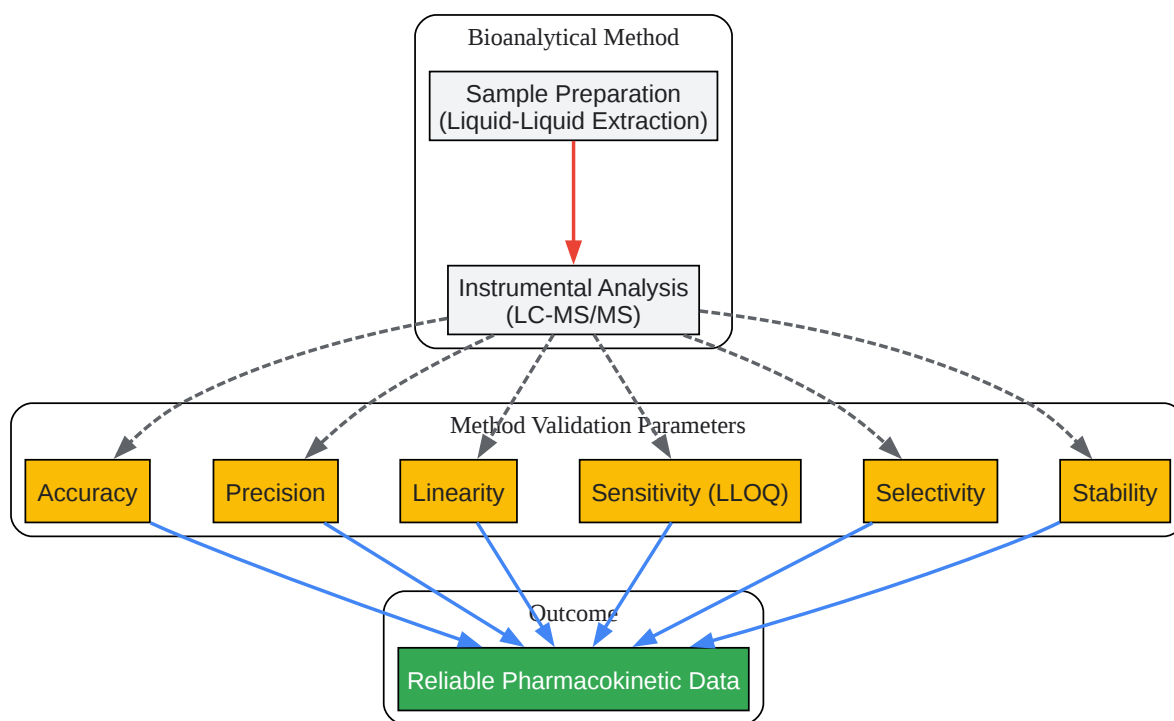 Bioanalytical Method
Sample Preparation
(Liquid-Liquid Extraction)
Instrumental Analysis
(LC-MS/MS)
Method Validation Parameters
Accuracy
Precision
Linearity
Sensitivity (LLOQ)
Selectivity
Stability
Outcome
Reliable Pharmacokinetic Data